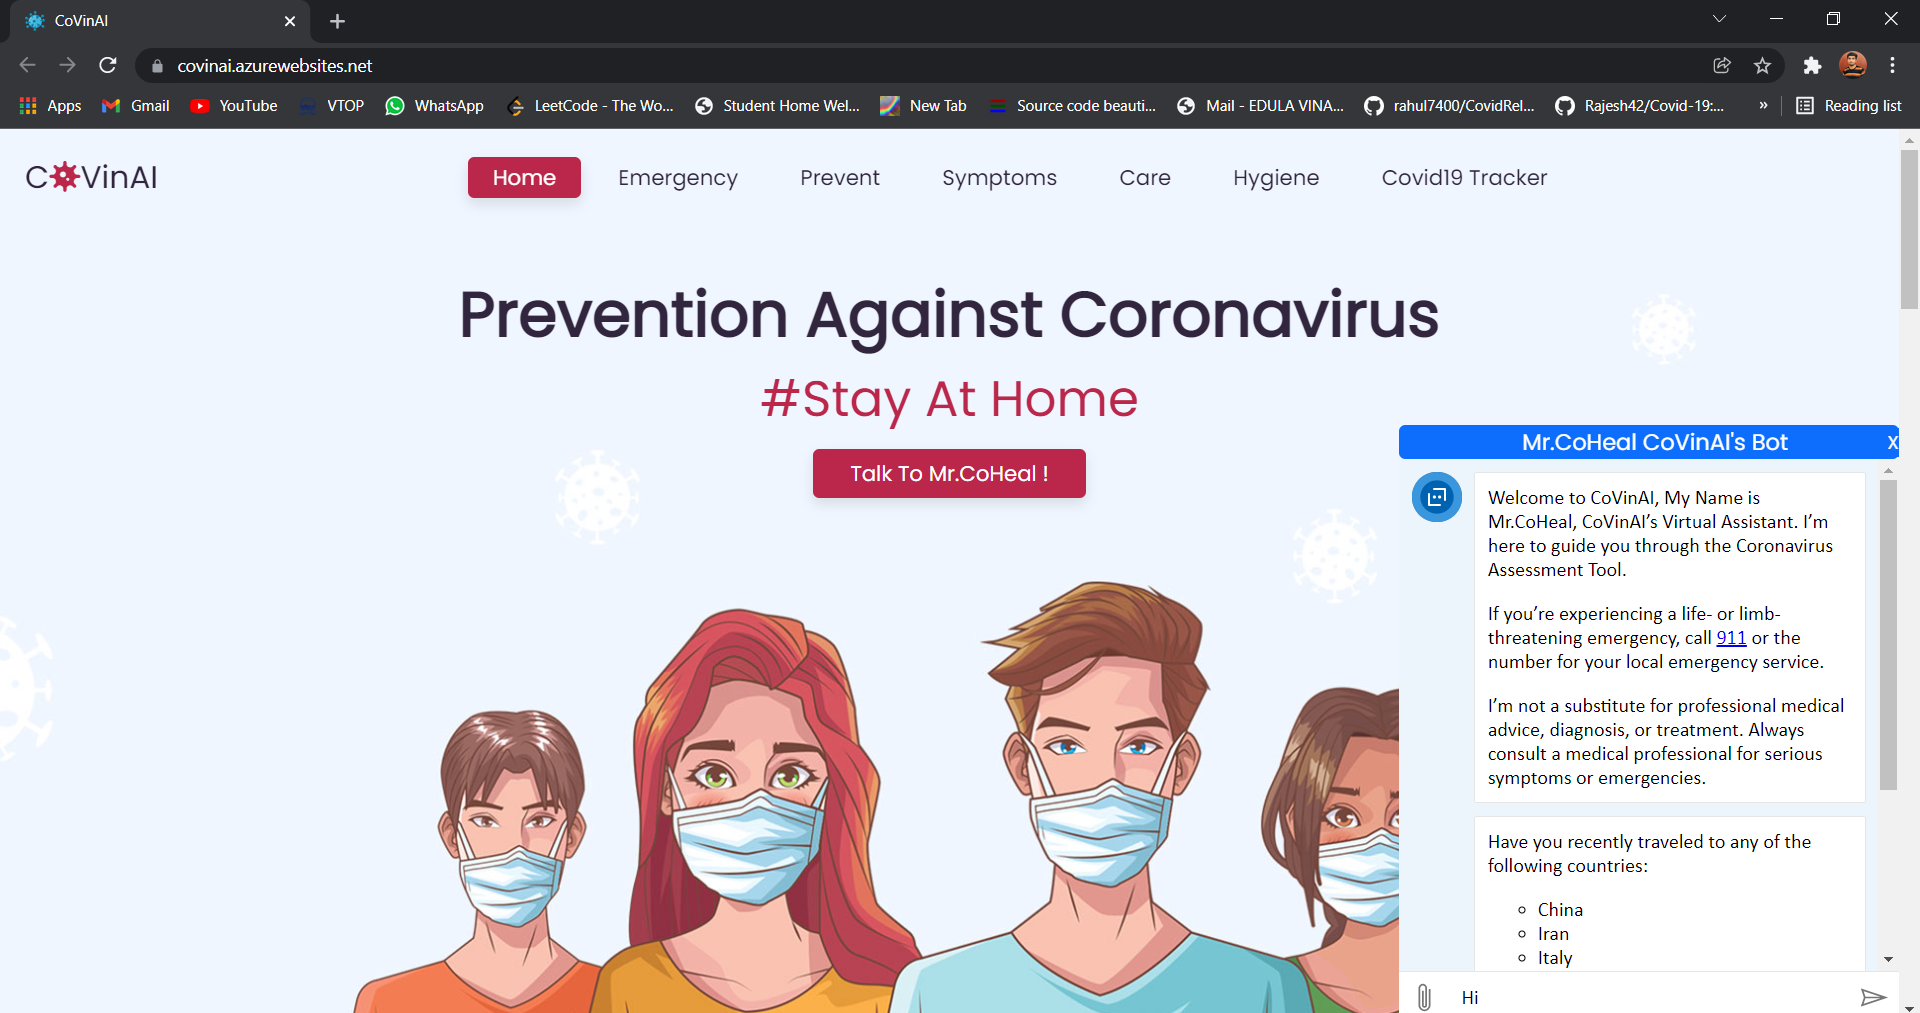 CoVinAI
covinai.azurewebsites.net
Apps Gmail YouTube VTOP WhatsApp LeetCode - The Wo... Student Home Wel... New Tab Source code beauti... Mail - EDULA VINA... rahul7400/CovidRel... Rajesh42/Covid-19:... » Reading list
CoVinAI Home Emergency Prevent Symptoms Care Hygiene Covid19 Tracker
Prevention Against Coronavirus
#Stay At Home
Talk To Mr.CoHeal !
Mr.CoHeal CoVinAI's Bot X
Welcome to CoVinAI, My Name is
Mr.CoHeal, CoVinAI’s Virtual Assistant. I’m
here to guide you through the Coronavirus
Assessment Tool.
If you’re experiencing a life- or limb-
threatening emergency, call 911 or the
number for your local emergency service.
I’m not a substitute for professional medical
advice, diagnosis, or treatment. Always
consult a medical professional for serious
symptoms or emergencies.
Have you recently traveled to any of the
following countries:
China
Iran
Italy
Hi